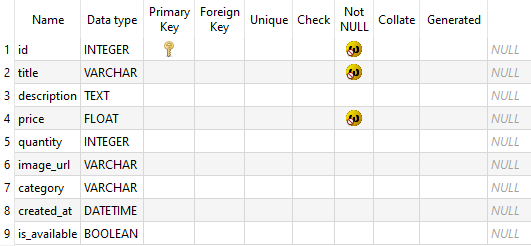 Name Data type Primary Key Foreign Key Unique Check Not NULL Collate Generated
1 id INTEGER NULL
2 title VARCHAR NULL
3 description TEXT NULL
4 price FLOAT NULL
5 quantity INTEGER NULL
6 image_url VARCHAR NULL
7 category VARCHAR NULL
8 created_at DATETIME NULL
9 is_available BOOLEAN NULL